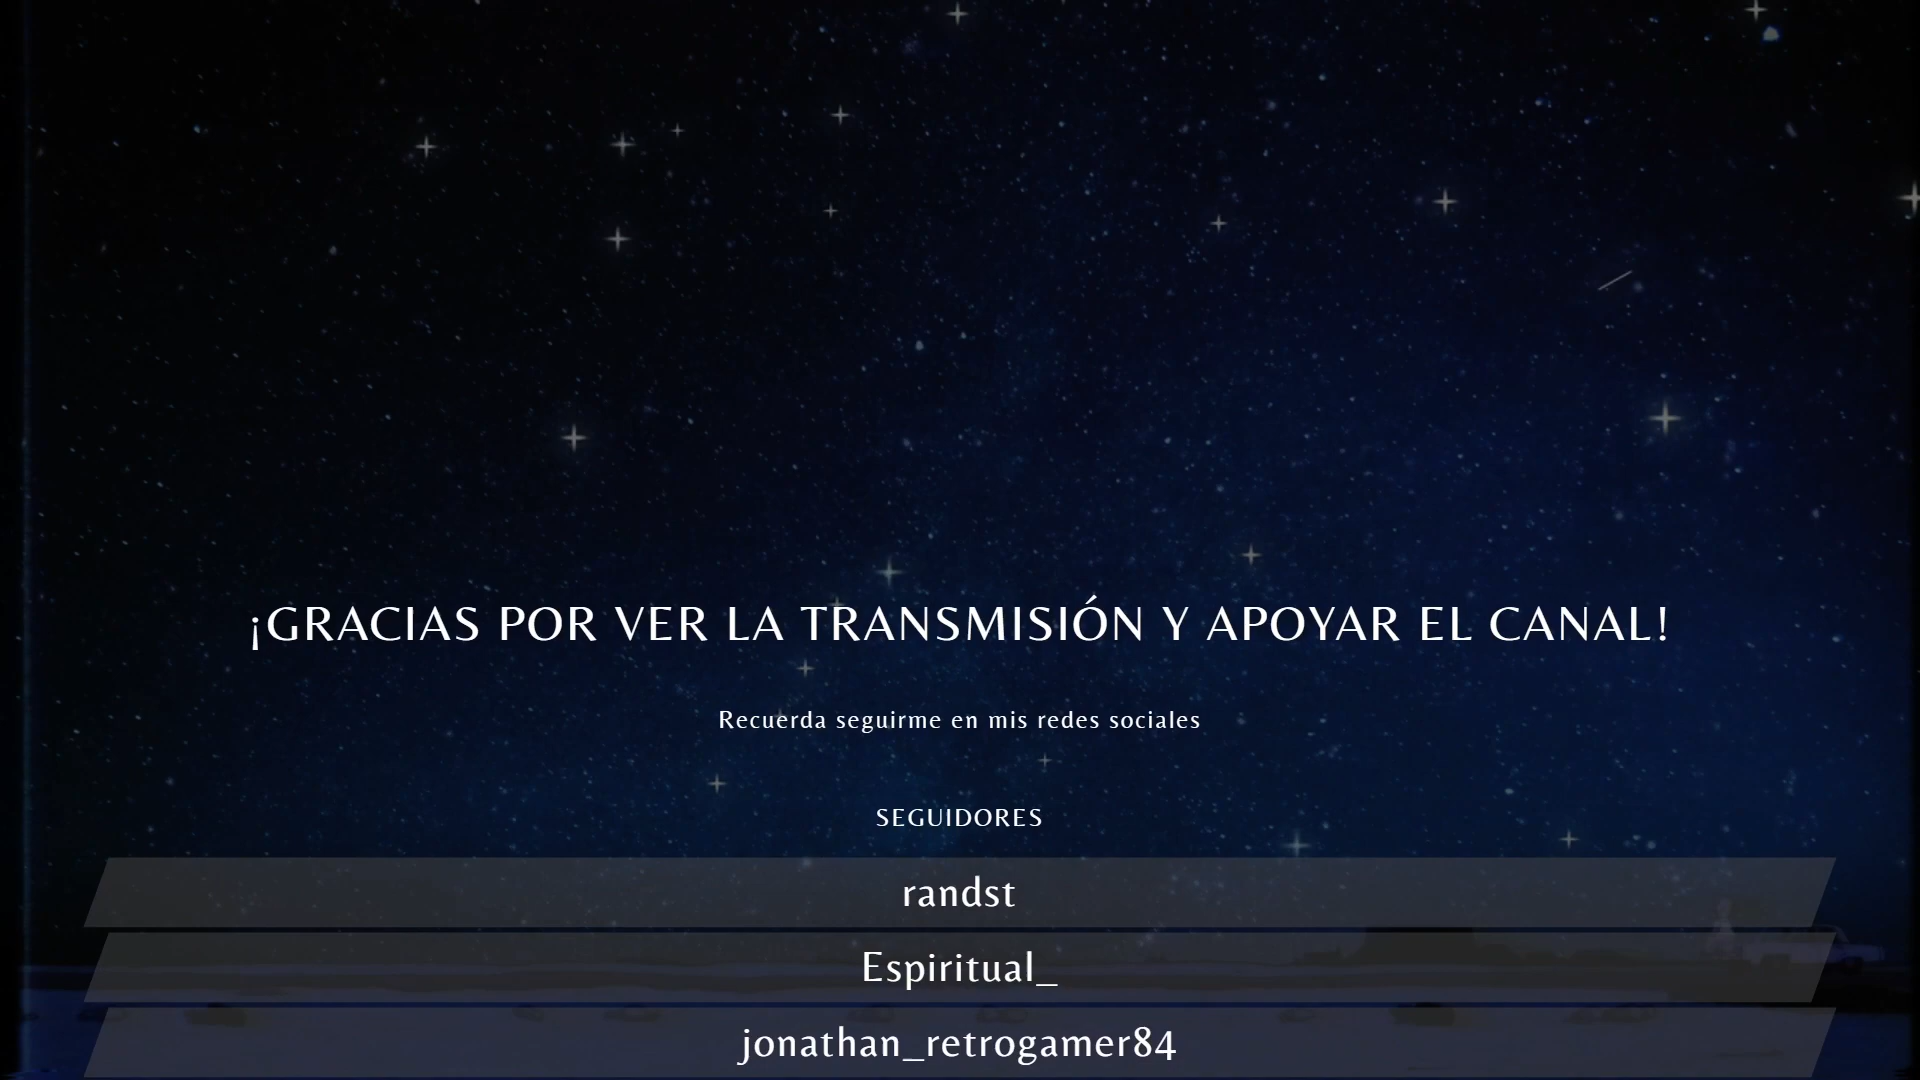 ¡GRACIAS POR VER LA TRANSMISIÓN Y APOYAR EL CANAL!
Recuerda seguirme en mis redes sociales
SEGUIDORES
randst
Espiritual_
jonathan_retrogamer84